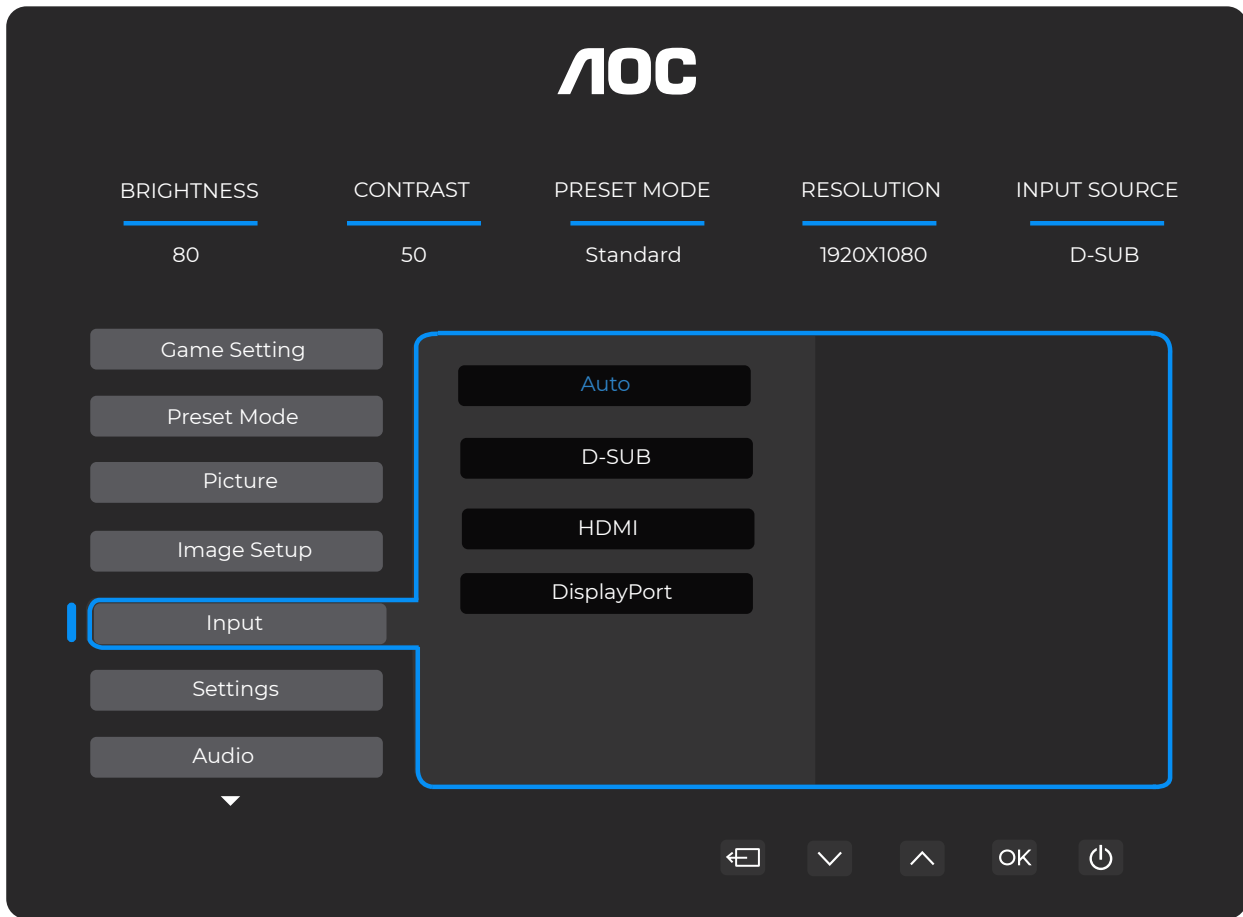 AOC
BRIGHTNESS CONTRAST PRESET MODE RESOLUTION INPUT SOURCE
80 50 Standard 1920X1080 D-SUB
Game Setting
Auto
Preset Mode
D-SUB
Picture
HDMI
Image Setup
DisplayPort
Input
Settings
Audio
OK